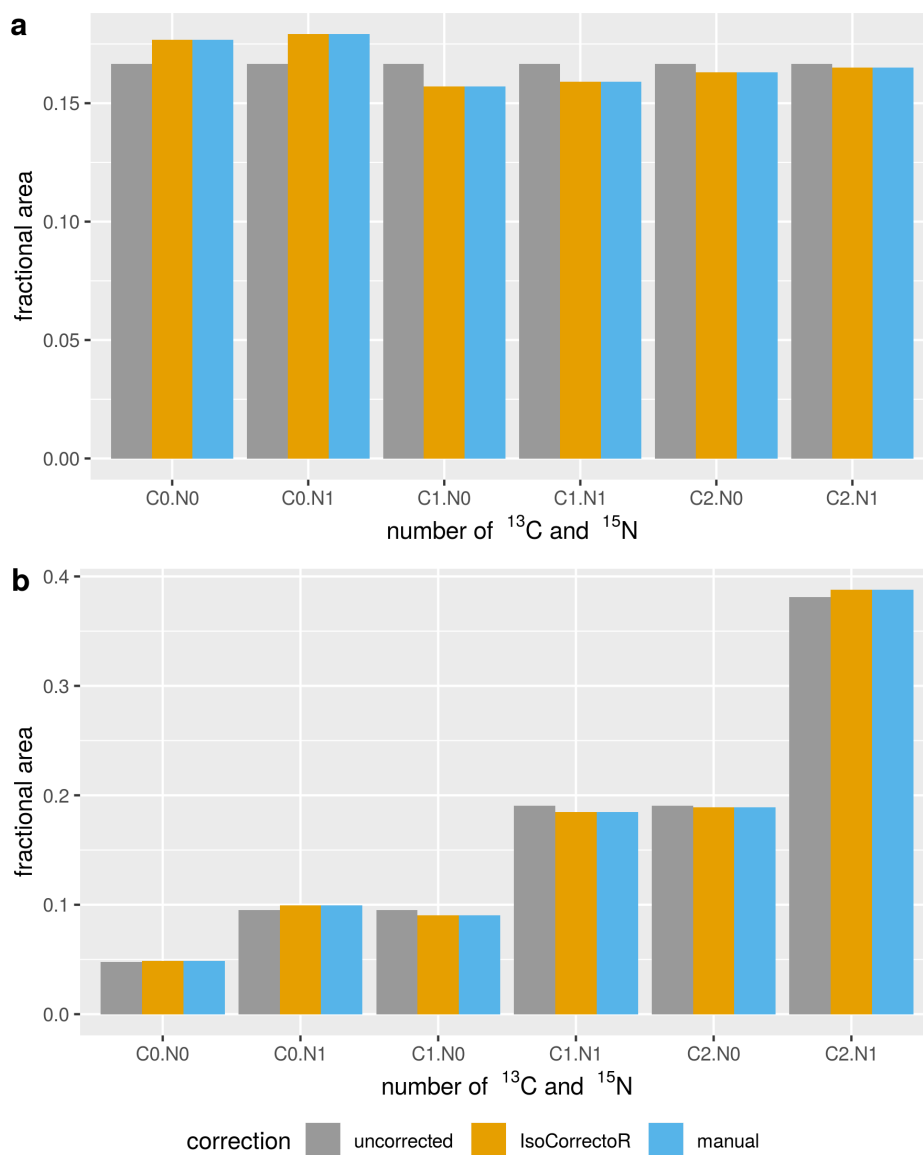 a
0.15
0.10
0.05
0.00
fractional area
C0.N0 C0.N1 C1.N0 C1.N1 C2.N0 C2.N1
number of ¹³C and ¹⁵N
b
0.4
0.3
0.2
0.1
0.0
fractional area
C0.N0 C0.N1 C1.N0 C1.N1 C2.N0 C2.N1
number of ¹³C and ¹⁵N
correction uncorrected IsoCorrectoR manual